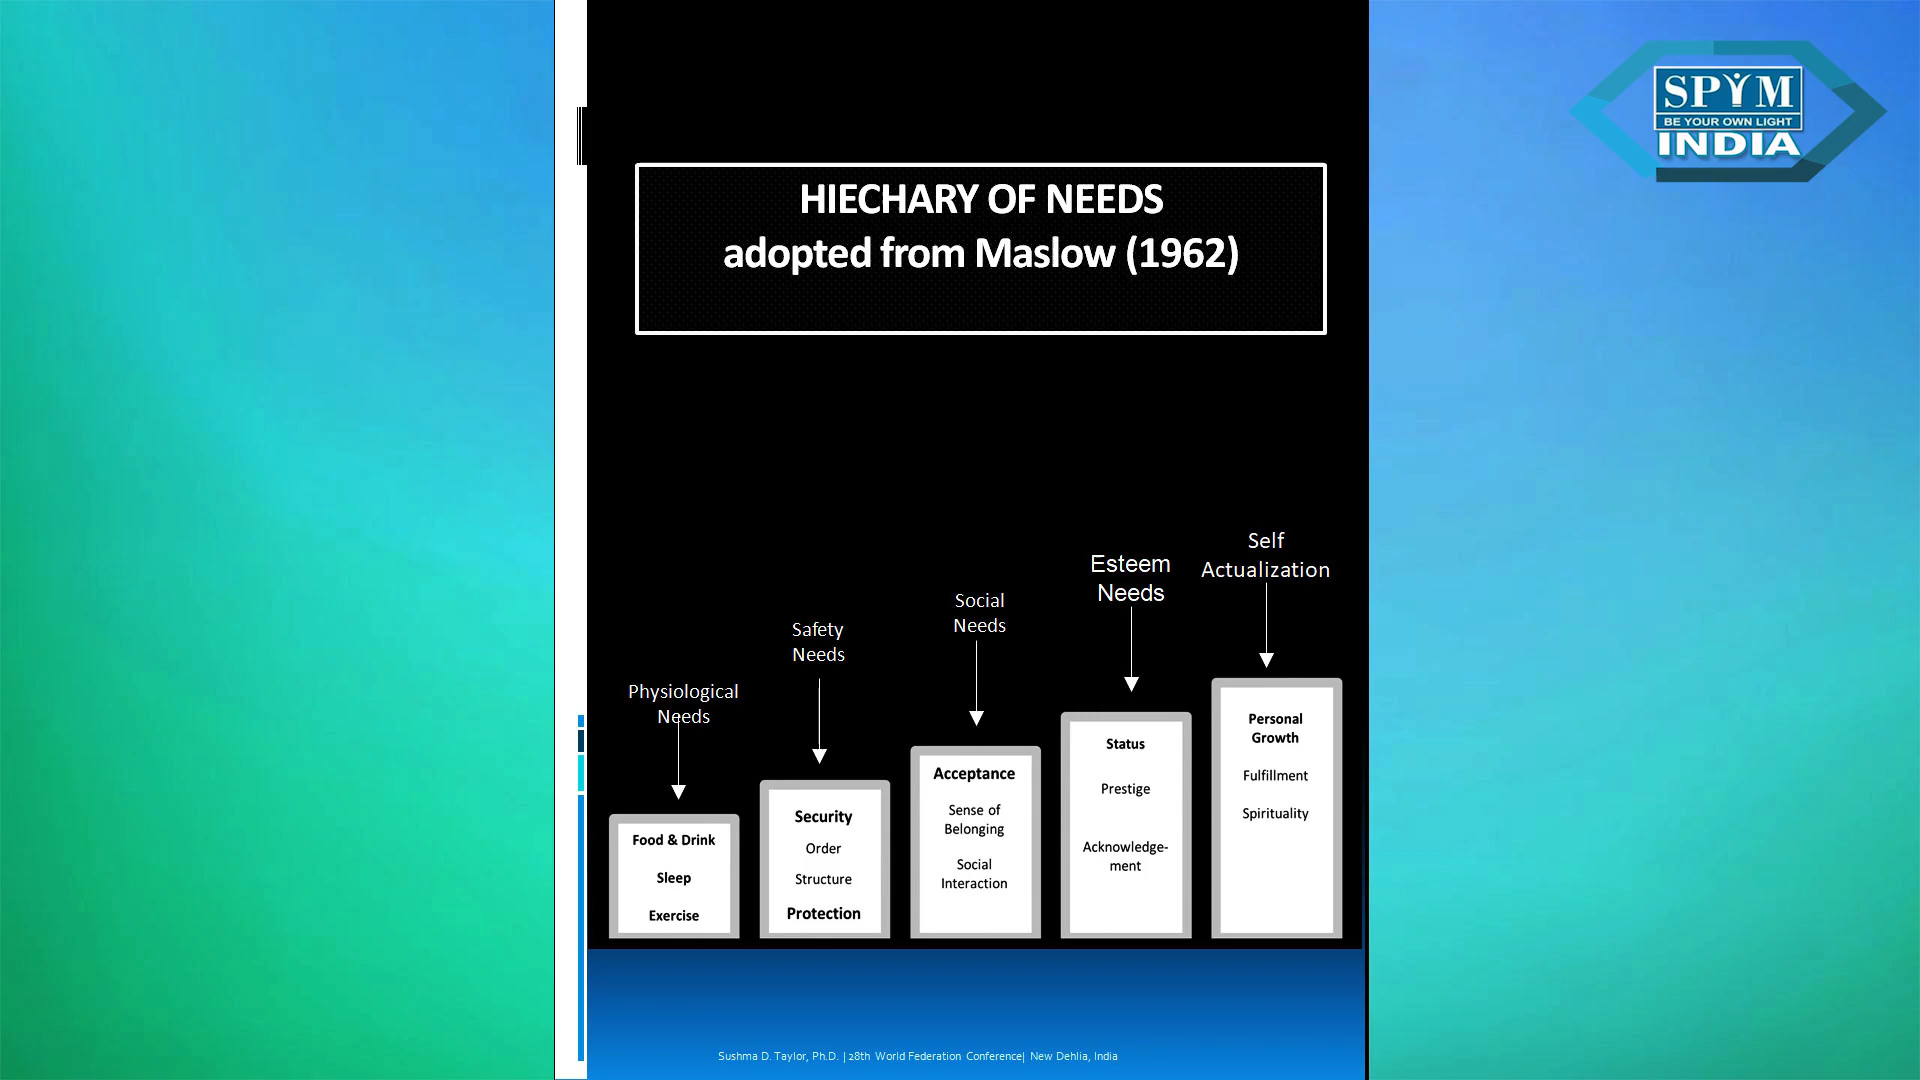 SPYM
BE YOUR OWN LIGHT
INDIA
HIECHARY OF NEEDS
adopted from Maslow (1962)
Physiological
Needs
Safety
Needs
Social
Needs
Esteem
Needs
Self
Actualization
Food & Drink
Sleep
Exercise
Security
Order
Structure
Protection
Acceptance
Sense of
Belonging
Social
Interaction
Status
Prestige
Acknowledge-
ment
Personal
Growth
Fulfillment
Spirituality
Sushma D. Taylor, Ph.D. | 28th World Federation Conference| New Dehlia, India